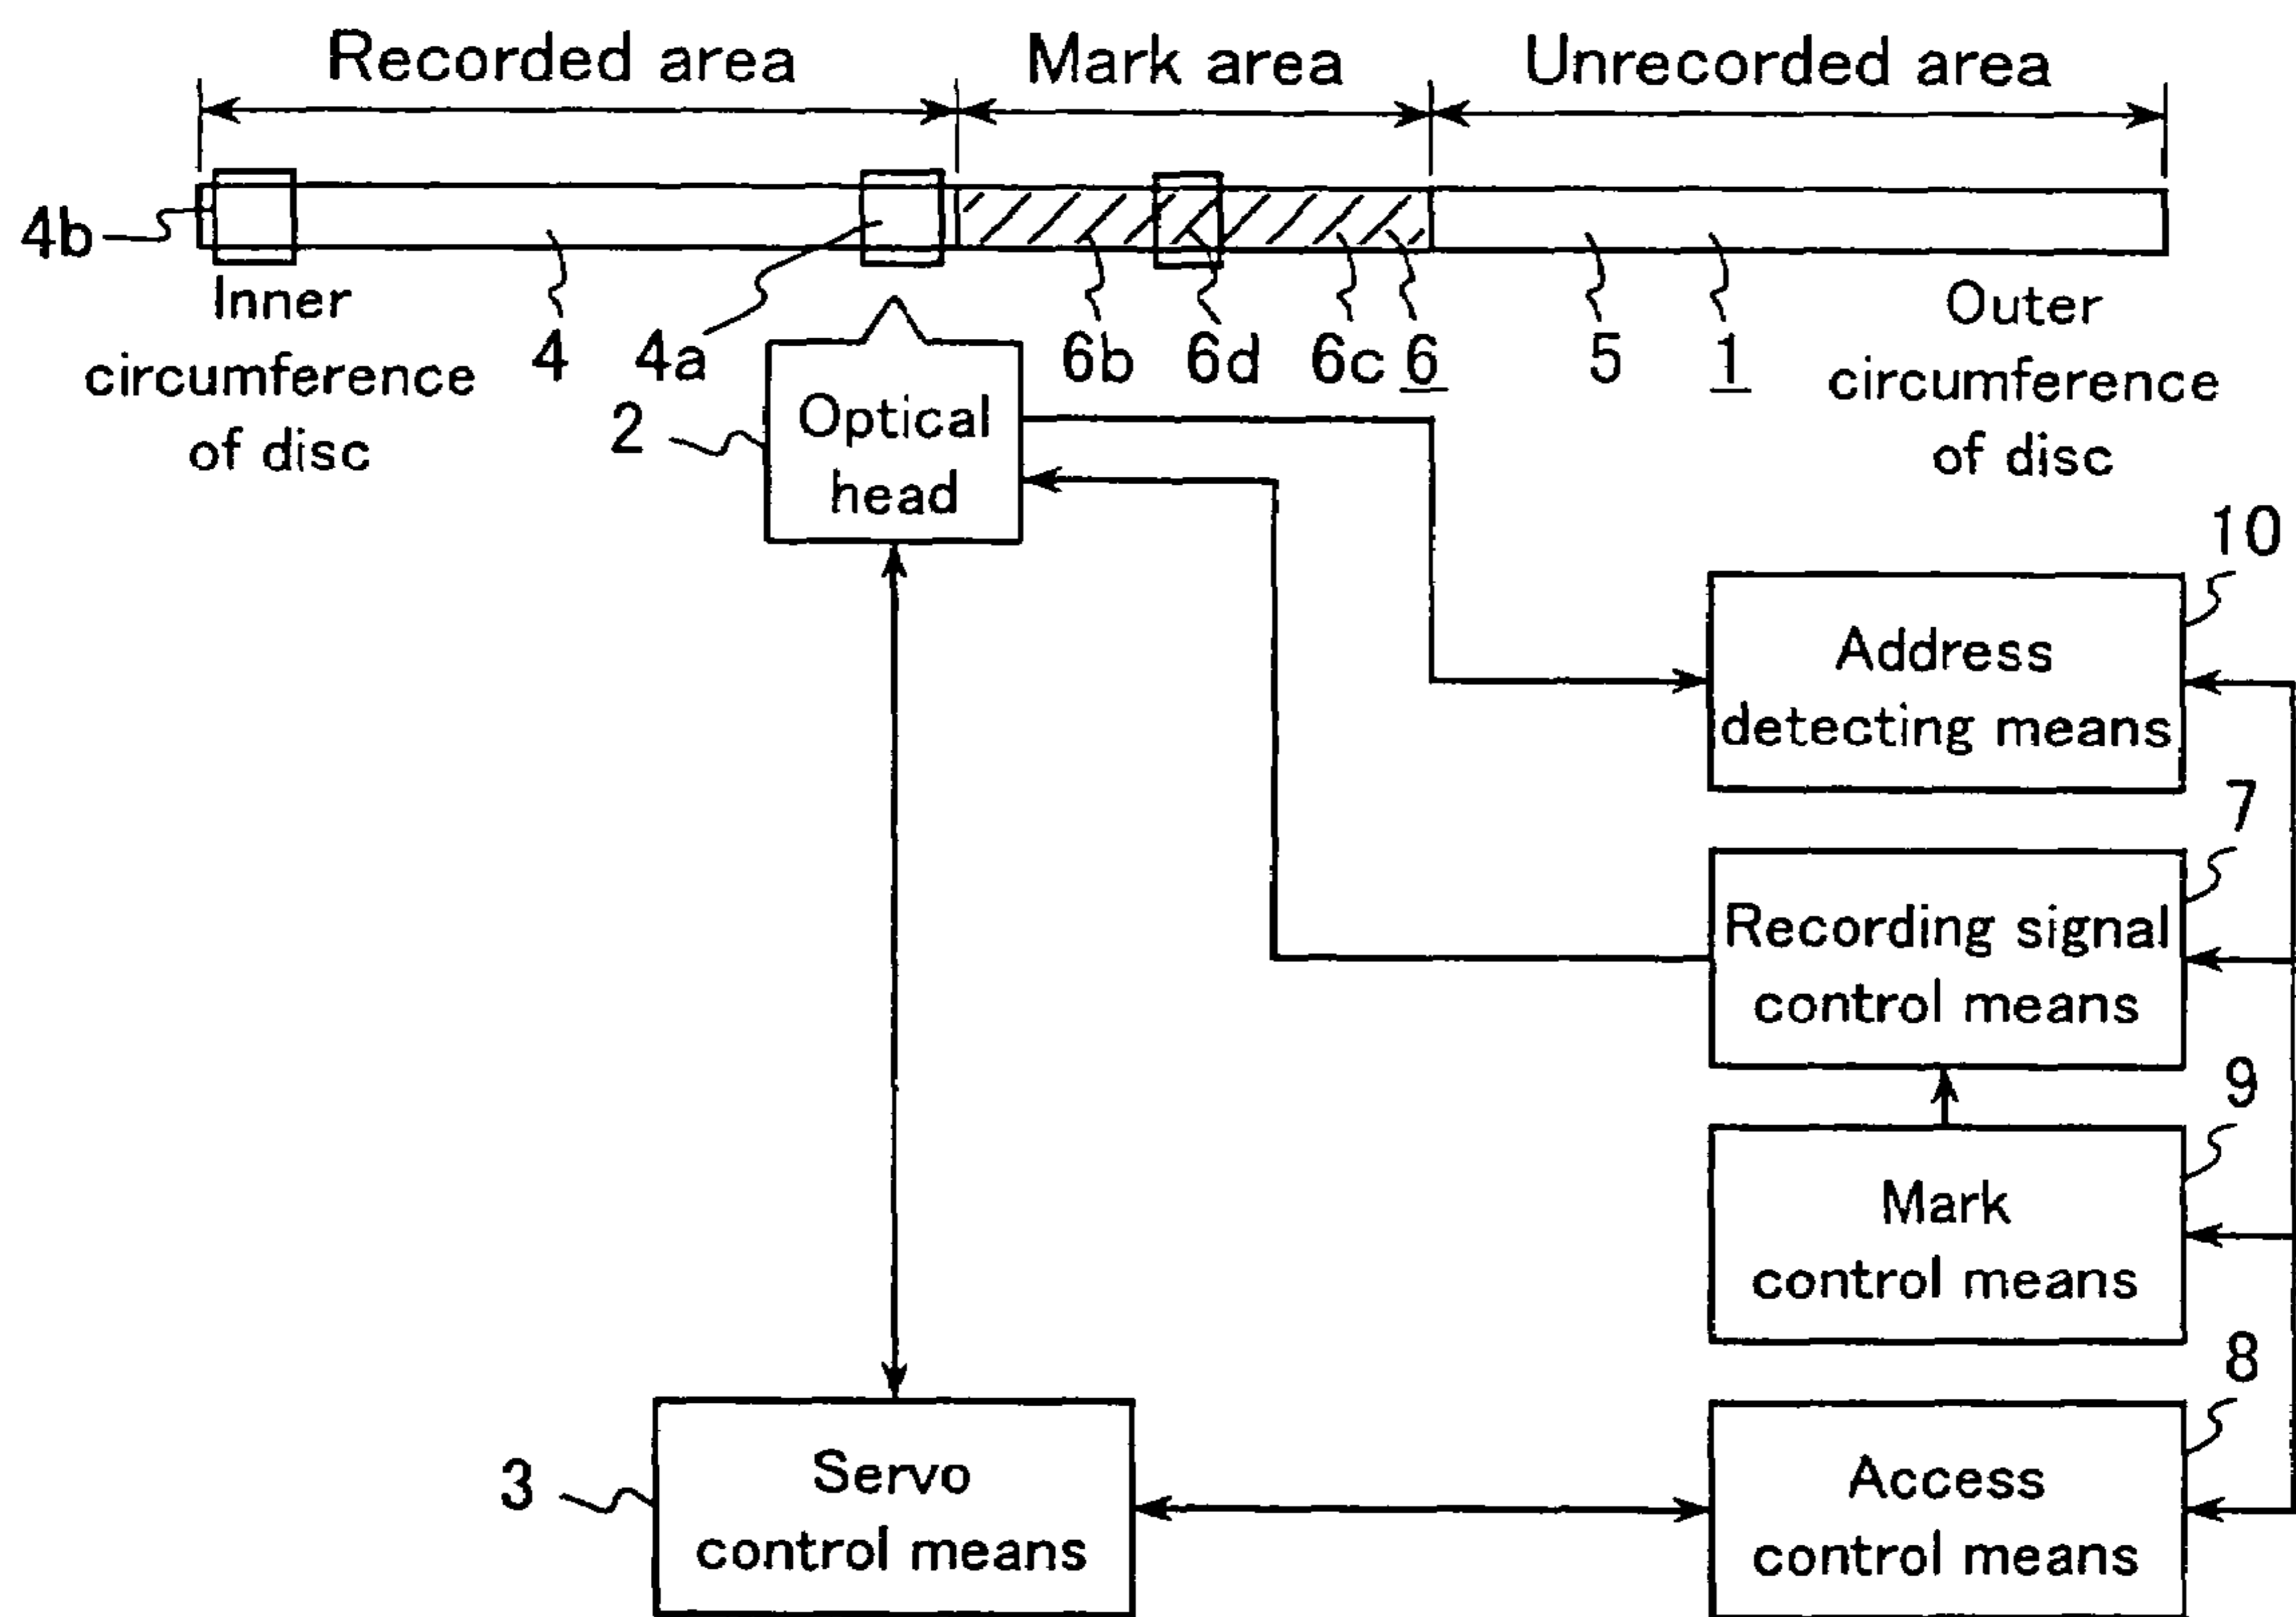 Recorded area Mark area Unrecorded area
4b
Inner
circumference
of disc
4 4a 6b 6d 6c 6 5 1
Outer
circumference
of disc
2
Optical
head
10
Address
detecting means
7
Recording signal
control means
9
Mark
control means
8
Access
control means
3
Servo
control means